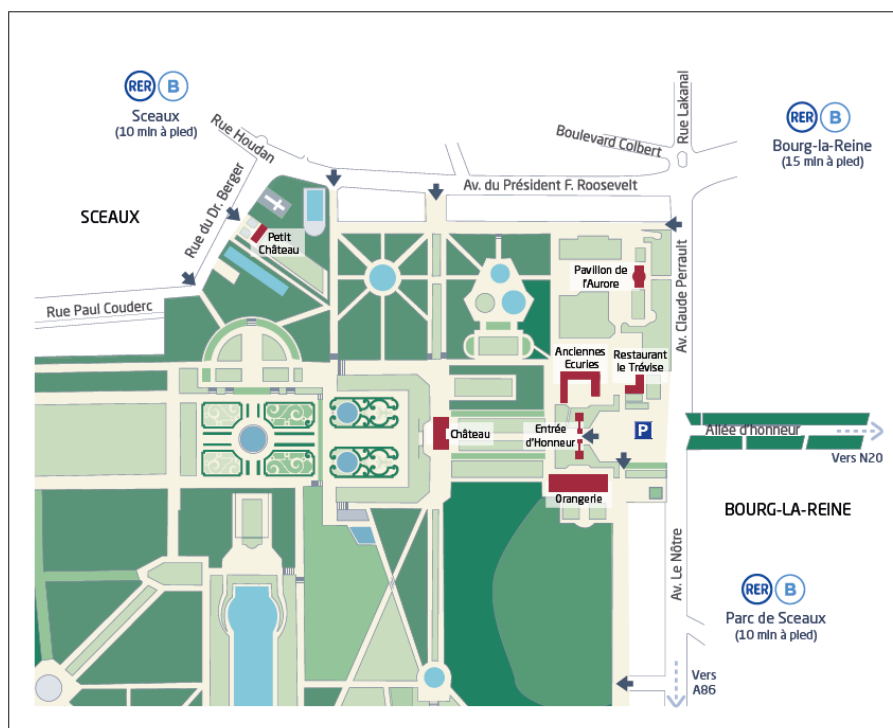 RER B
Sceaux
(10 min à pied)
Rue Houdan
Rue Lakanal
Boulevard Colbert
RER B
Bourg-la-Reine
(15 min à pied)
Av. du Président F. Roosevelt
SCEAUX
Rue du Dr. Berger
Petit
Château
Pavillon de
l'Aurore
Av. Claude Perrault
Rue Paul Couderc
Anciennes
Ecuries
Restaurant
le Trévise
Château
Entrée
d'Honneur
P
Allée d'honneur
Vers N20
Orangerie
BOURG-LA-REINE
Av. Le Nôtre
RER B
Parc de Sceaux
(10 min à pied)
Vers
A86